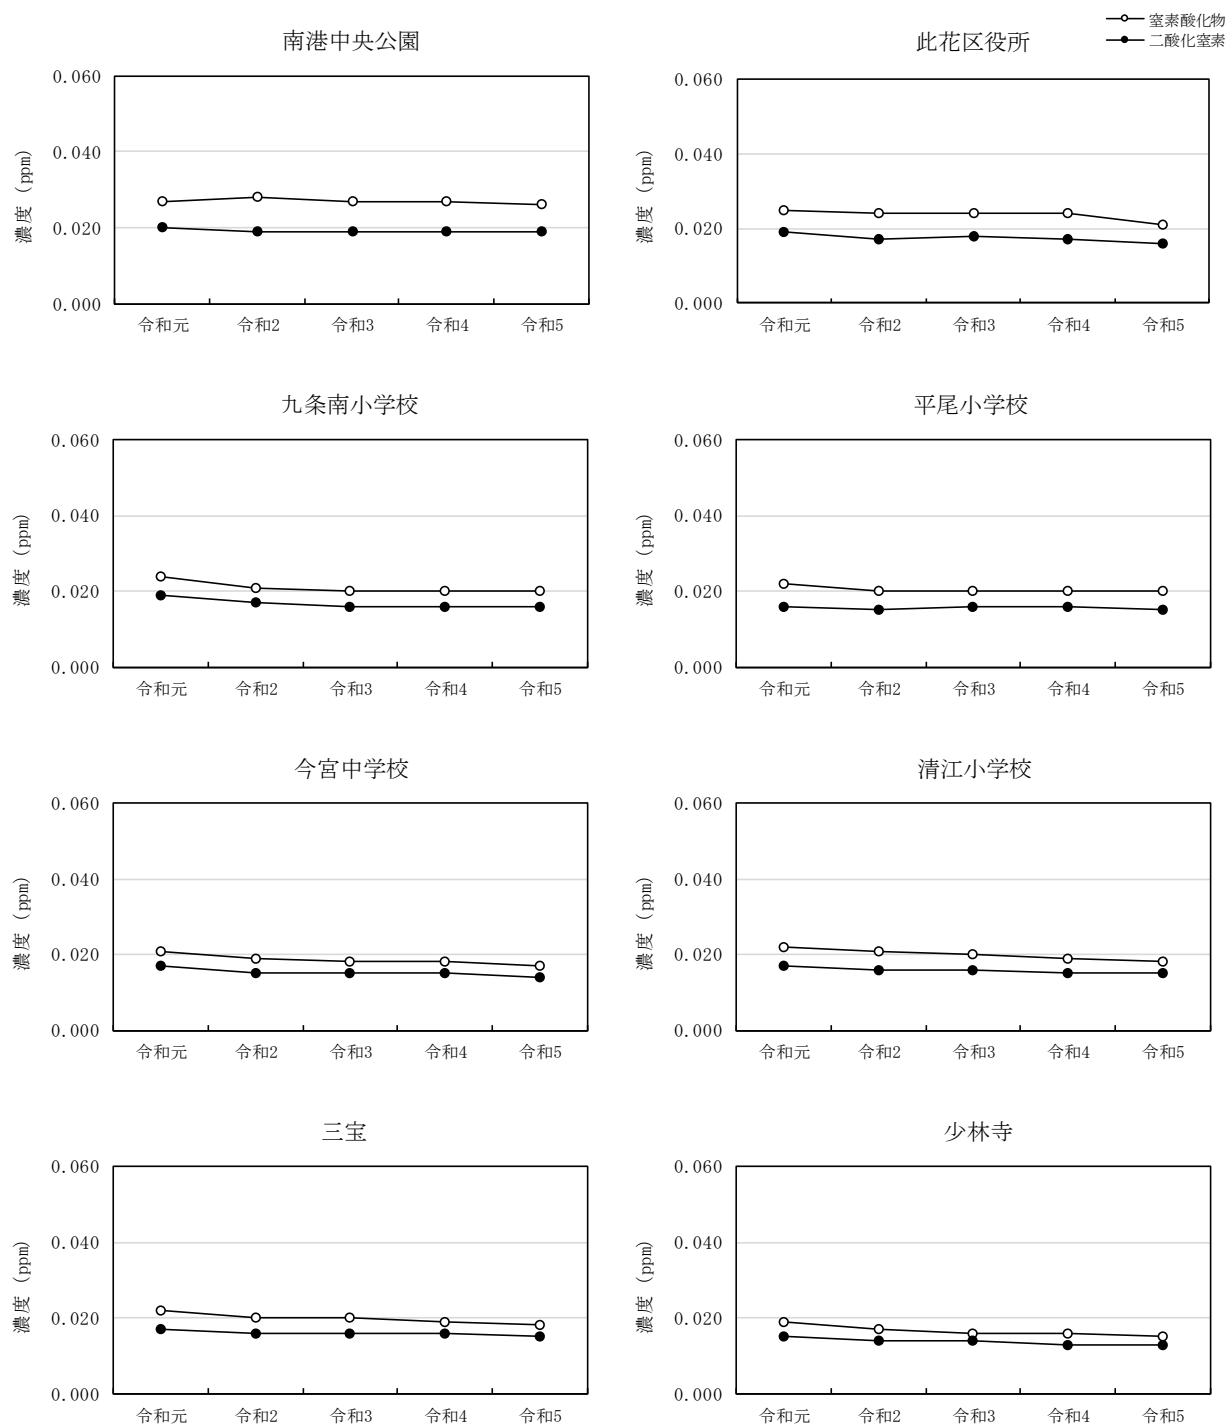 窒素酸化物
二酸化窒素
南港中央公園
濃度 (ppm)
0.060
0.040
0.020
0.000
令和元 令和2 令和3 令和4 令和5
此花区役所
濃度 (ppm)
0.060
0.040
0.020
0.000
令和元 令和2 令和3 令和4 令和5
九条南小学校
濃度 (ppm)
0.060
0.040
0.020
0.000
令和元 令和2 令和3 令和4 令和5
平尾小学校
濃度 (ppm)
0.060
0.040
0.020
0.000
令和元 令和2 令和3 令和4 令和5
今宮中学校
濃度 (ppm)
0.060
0.040
0.020
0.000
令和元 令和2 令和3 令和4 令和5
清江小学校
濃度 (ppm)
0.060
0.040
0.020
0.000
令和元 令和2 令和3 令和4 令和5
三宝
濃度 (ppm)
0.060
0.040
0.020
0.000
令和元 令和2 令和3 令和4 令和5
少林寺
濃度 (ppm)
0.060
0.040
0.020
0.000
令和元 令和2 令和3 令和4 令和5